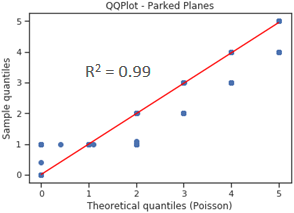 QQPlot - Parked Planes
5
4
3
2
1
0
R² = 0.99
Sample quantiles
0 1 2 3 4 5
Theoretical quantiles (Poisson)